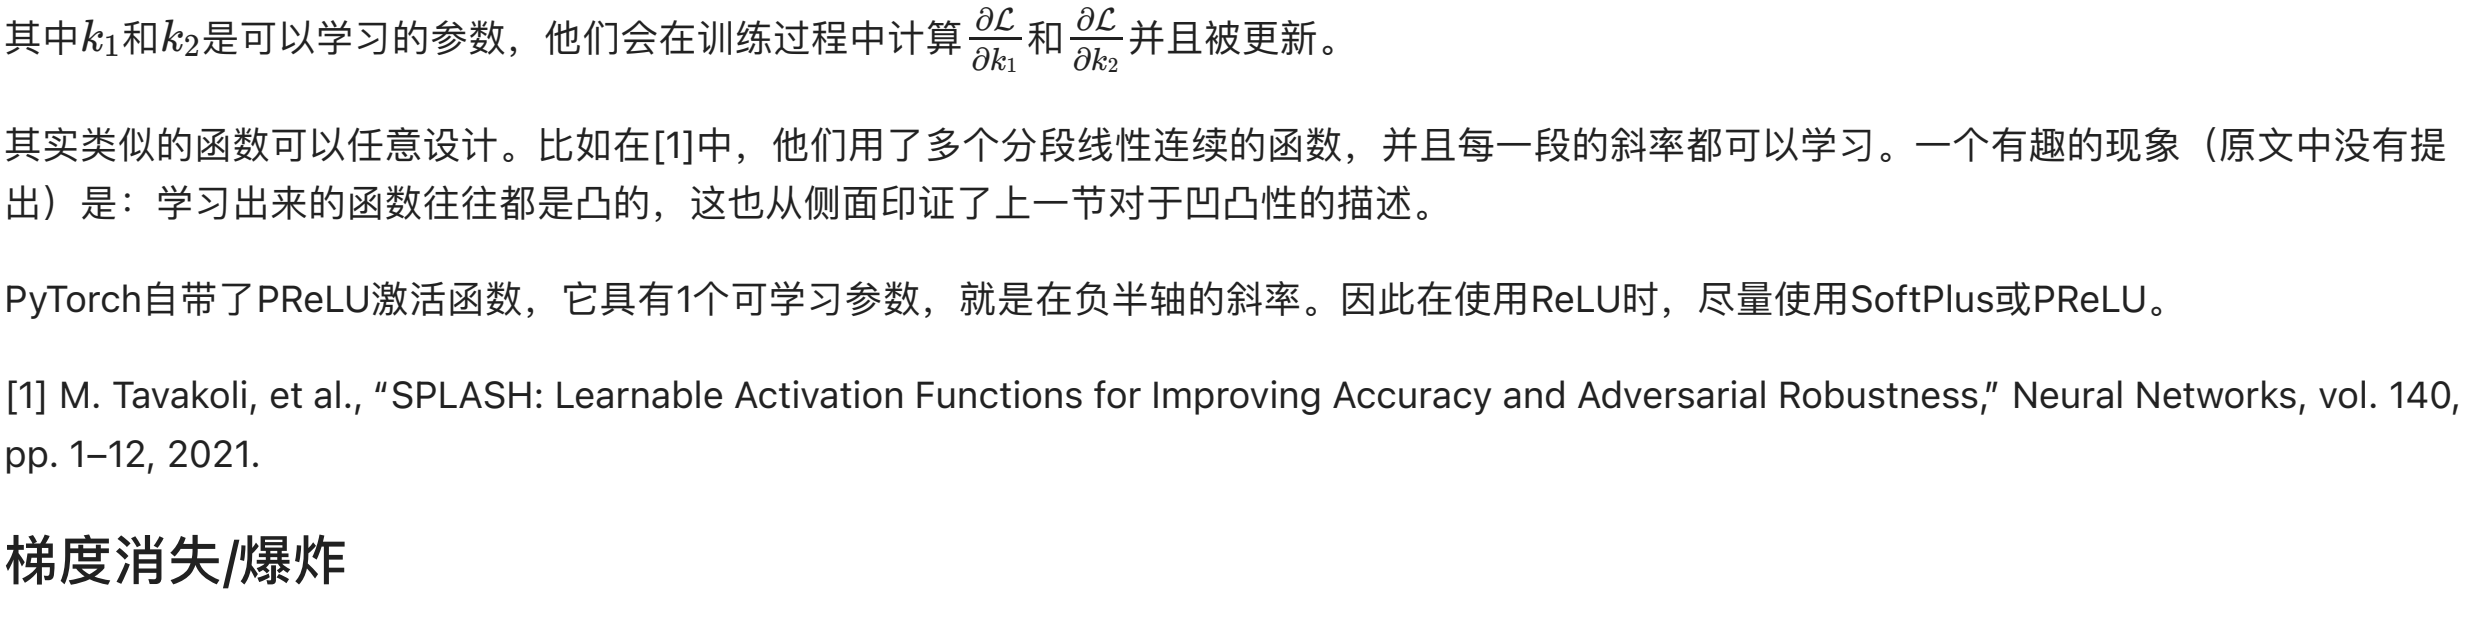 其中k₁和k₂是可以学习的参数，他们会在训练过程中计算∂ℒ/∂k₁和∂ℒ/∂k₂并且被更新。
其实类似的函数可以任意设计。比如在[1]中，他们用了多个分段线性连续的函数，并且每一段的斜率都可以学习。一个有趣的现象（原文中没有提
出）是：学习出来的函数往往都是凸的，这也从侧面印证了上一节对于凹凸性的描述。
PyTorch自带了PReLU激活函数，它具有1个可学习参数，就是在负半轴的斜率。因此在使用ReLU时，尽量使用SoftPlus或PReLU。
[1] M. Tavakoli, et al., “SPLASH: Learnable Activation Functions for Improving Accuracy and Adversarial Robustness,” Neural Networks, vol. 140,
pp. 1–12, 2021.
梯度消失/爆炸